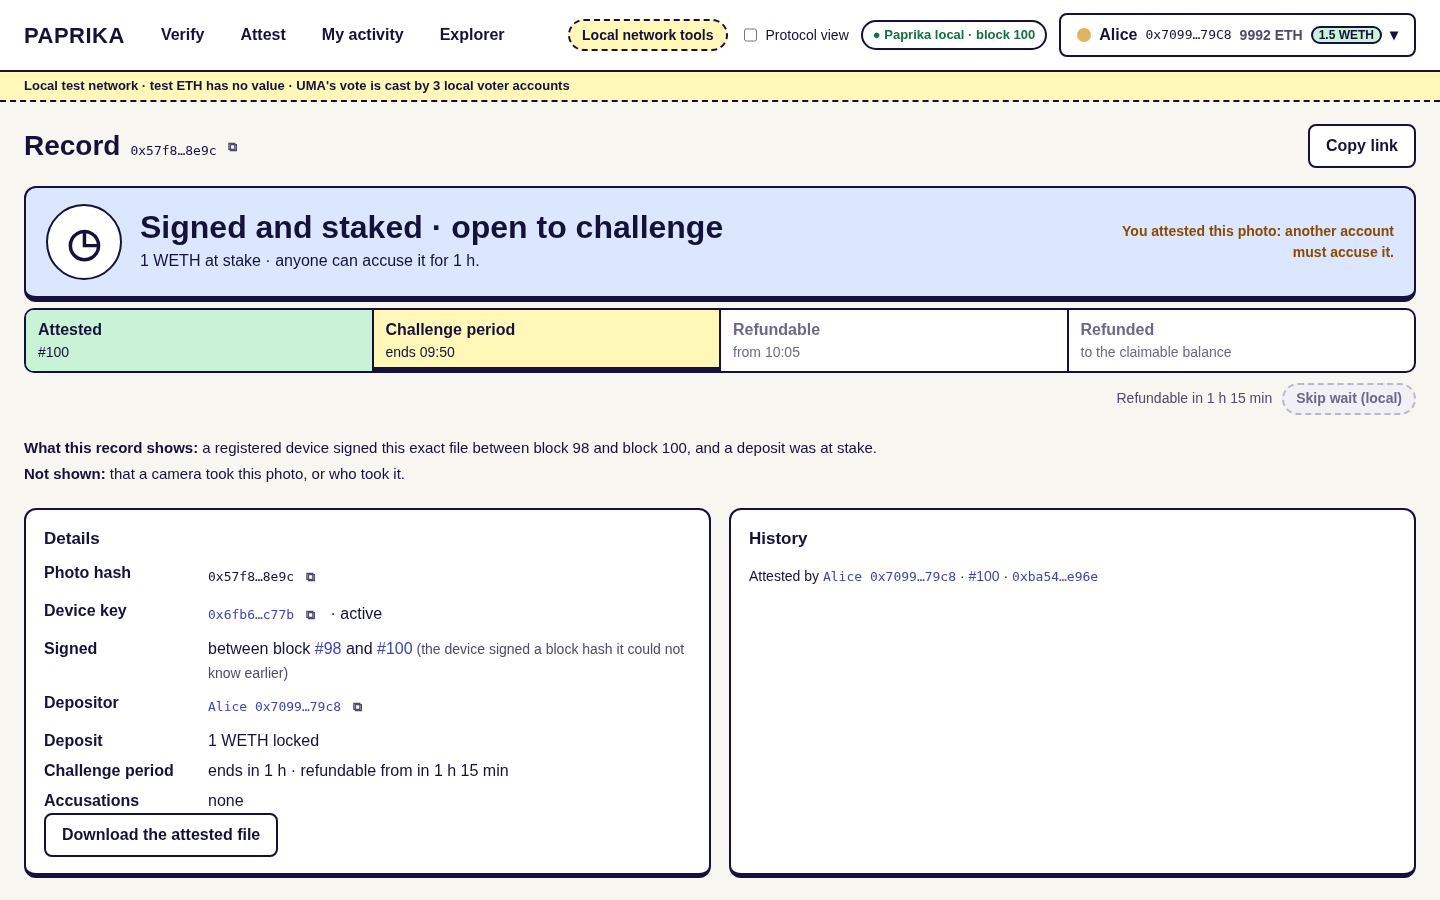 PAPRIKA
Verify
Attest
My activity
Explorer
Local network tools
Protocol view
● Paprika local · block 100
Alice 0x7099…79C8 9992 ETH 1.5 WETH ▾
Local test network · test ETH has no value · UMA's vote is cast by 3 local voter accounts
Record 0x57f8…8e9c
Copy link
Signed and staked · open to challenge
1 WETH at stake · anyone can accuse it for 1 h.
You attested this photo: another account
must accuse it.
Attested
#100
Challenge period
ends 09:50
Refundable
from 10:05
Refunded
to the claimable balance
Refundable in 1 h 15 min
Skip wait (local)
What this record shows: a registered device signed this exact file between block 98 and block 100, and a deposit was at stake.
Not shown: that a camera took this photo, or who took it.
Details
Photo hash 0x57f8…8e9c
Device key 0x6fb6…c77b · active
Signed between block #98 and #100 (the device signed a block hash it could not
know earlier)
Depositor Alice 0x7099…79c8
Deposit 1 WETH locked
Challenge period ends in 1 h · refundable from in 1 h 15 min
Accusations none
Download the attested file
History
Attested by Alice 0x7099…79c8 · #100 · 0xba54…e96e